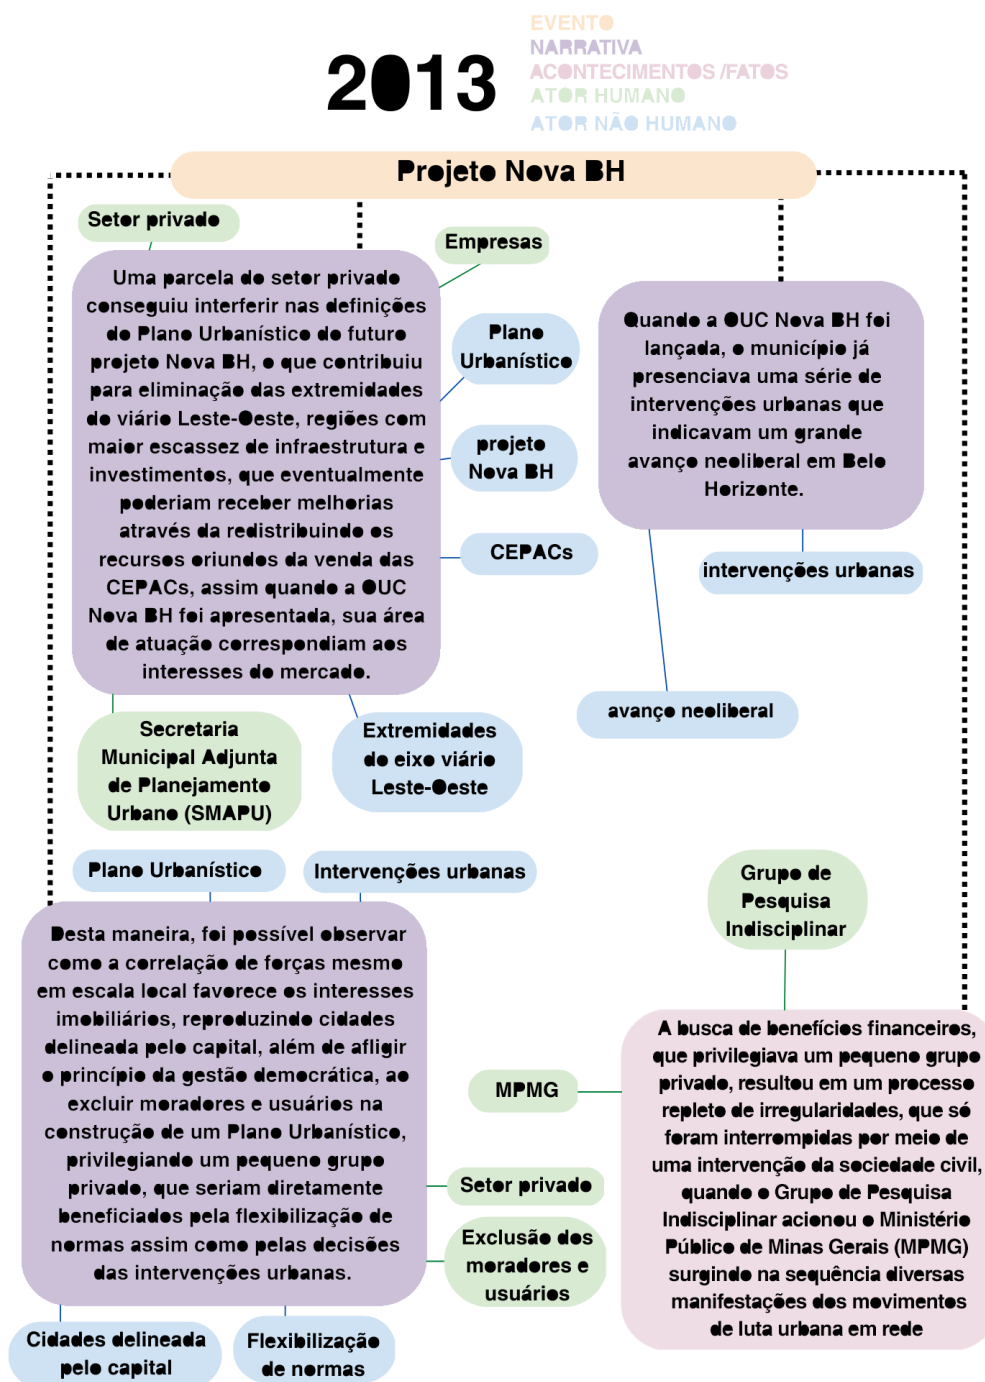 2013
EVENTO
NARRATIVA
ACONTECIMENTOS /FATOS
ATOR HUMANO
ATOR NÃO HUMANO
Projeto Nova BH
Setor privado
Empresas
Uma parcela do setor privado
conseguiu interferir nas definições
do Plano Urbanístico do futuro
projeto Nova BH, o que contribuiu
para eliminação das extremidades
do viário Leste-Oeste, regiões com
maior escassez de infraestrutura e
investimentos, que eventualmente
poderiam receber melhorias
através da redistribuindo os
recursos oriundos da venda das
CEPACs, assim quando a OUC
Nova BH foi apresentada, sua área
de atuação correspondiam aos
interesses do mercado.
Plano
Urbanístico
projeto
Nova BH
CEPACs
Quando a OUC Nova BH foi
lançada, o município já
presenciava uma série de
intervenções urbanas que
indicavam um grande
avanço neoliberal em Belo
Horizonte.
intervenções urbanas
avanço neoliberal
Secretaria
Municipal Adjunta
de Planejamento
Urbano (SMAPU)
Extremidades
do eixo viário
Leste-Oeste
Plano Urbanístico
Intervenções urbanas
Desta maneira, foi possível observar
como a correlação de forças mesmo
em escala local favorece os interesses
imobiliários, reproduzindo cidades
delineada pelo capital, além de afligir
o princípio da gestão democrática, ao
excluir moradores e usuários na
construção de um Plano Urbanístico,
privilegiando um pequeno grupo
privado, que seriam diretamente
beneficiados pela flexibilização de
normas assim como pelas decisões
das intervenções urbanas.
Setor privado
Exclusão dos
moradores e
usuários
Cidades delineada
pelo capital
Flexibilização
de normas
Grupo de
Pesquisa
Indisciplinar
MPMG
A busca de benefícios financeiros,
que privilegiava um pequeno grupo
privado, resultou em um processo
repleto de irregularidades, que só
foram interrompidas por meio de
uma intervenção da sociedade civil,
quando o Grupo de Pesquisa
Indisciplinar acionou o Ministério
Público de Minas Gerais (MPMG)
surgindo na sequência diversas
manifestações dos movimentos
de luta urbana em rede